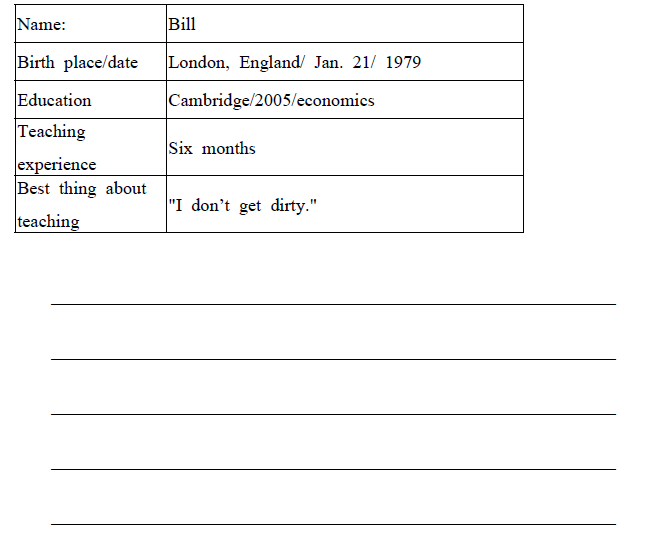 Name: Bill
Birth place/date London, England/ Jan. 21/ 1979
Education Cambridge/2005/economics
Teaching
experience
Six months
Best thing about
teaching
"I don’t get dirty."